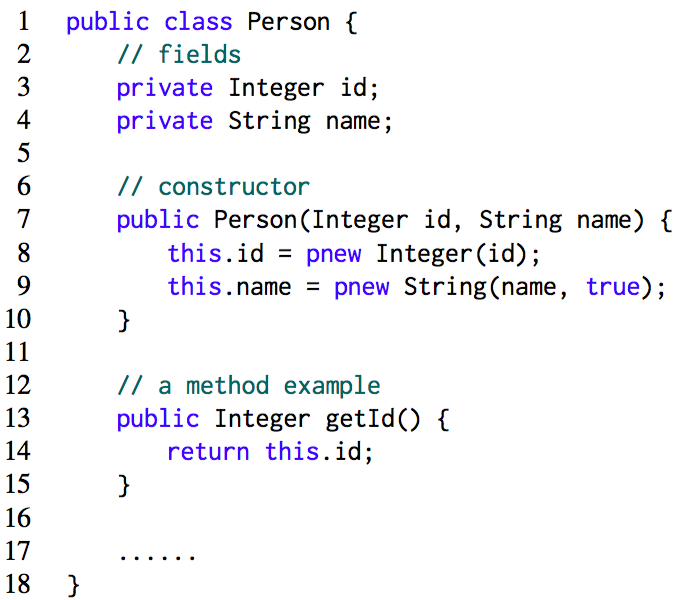 1 public class Person {
2 // fields
3 private Integer id;
4 private String name;
5
6 // constructor
7 public Person(Integer id, String name) {
8 this.id = pnew Integer(id);
9 this.name = pnew String(name, true);
10 }
11
12 // a method example
13 public Integer getId() {
14 return this.id;
15 }
16
17 ......
18 }